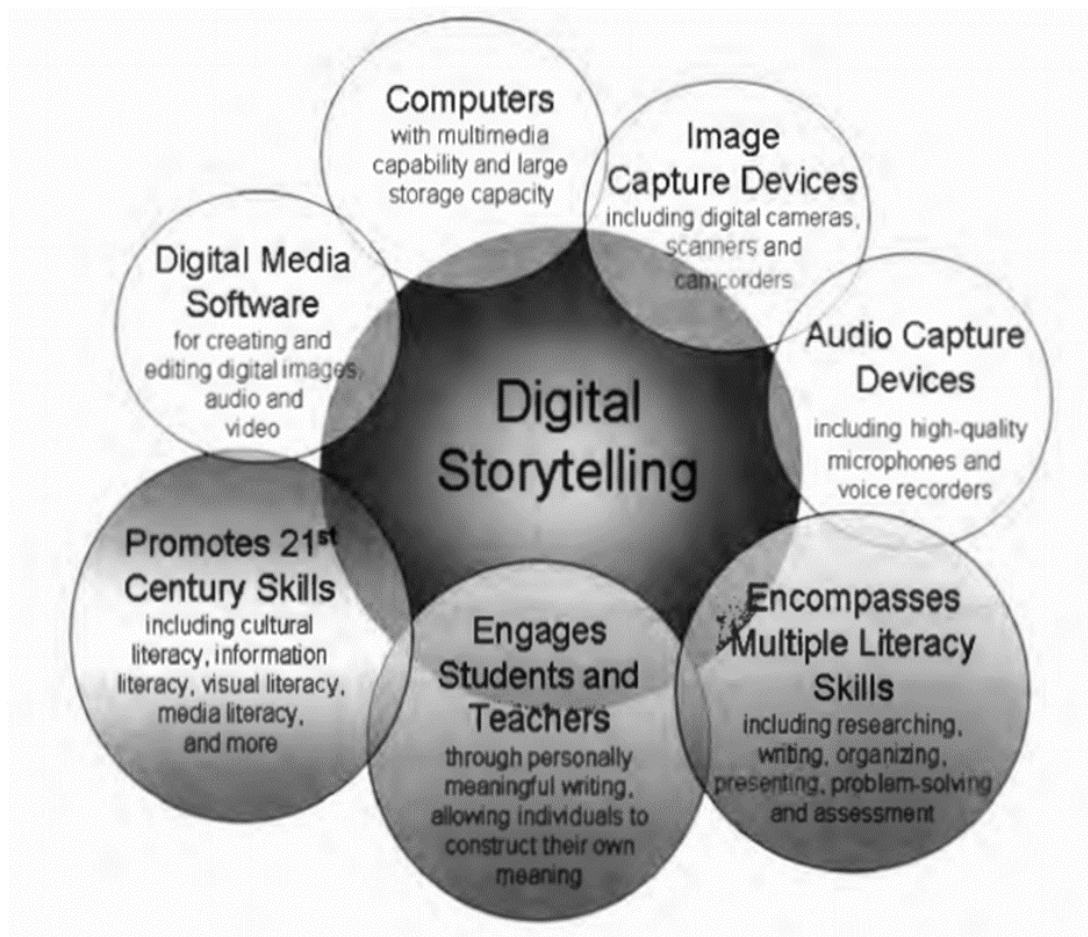 Computers
with multimedia
capability and large
storage capacity
Image
Capture Devices
including digital cameras,
scanners and
camcorders
Digital Media
Software
for creating and
editing digital images,
audio and
video
Audio Capture
Devices
including high-quality
microphones and
voice recorders
Digital
Storytelling
Promotes 21st
Century Skills
including cultural
literacy, information
literacy, visual literacy,
media literacy,
and more
Engages
Students and
Teachers
through personally
meaningful writing,
allowing individuals to
construct their own
meaning
Encompasses
Multiple Literacy
Skills
including researching,
writing, organizing,
presenting, problem-solving
and assessment